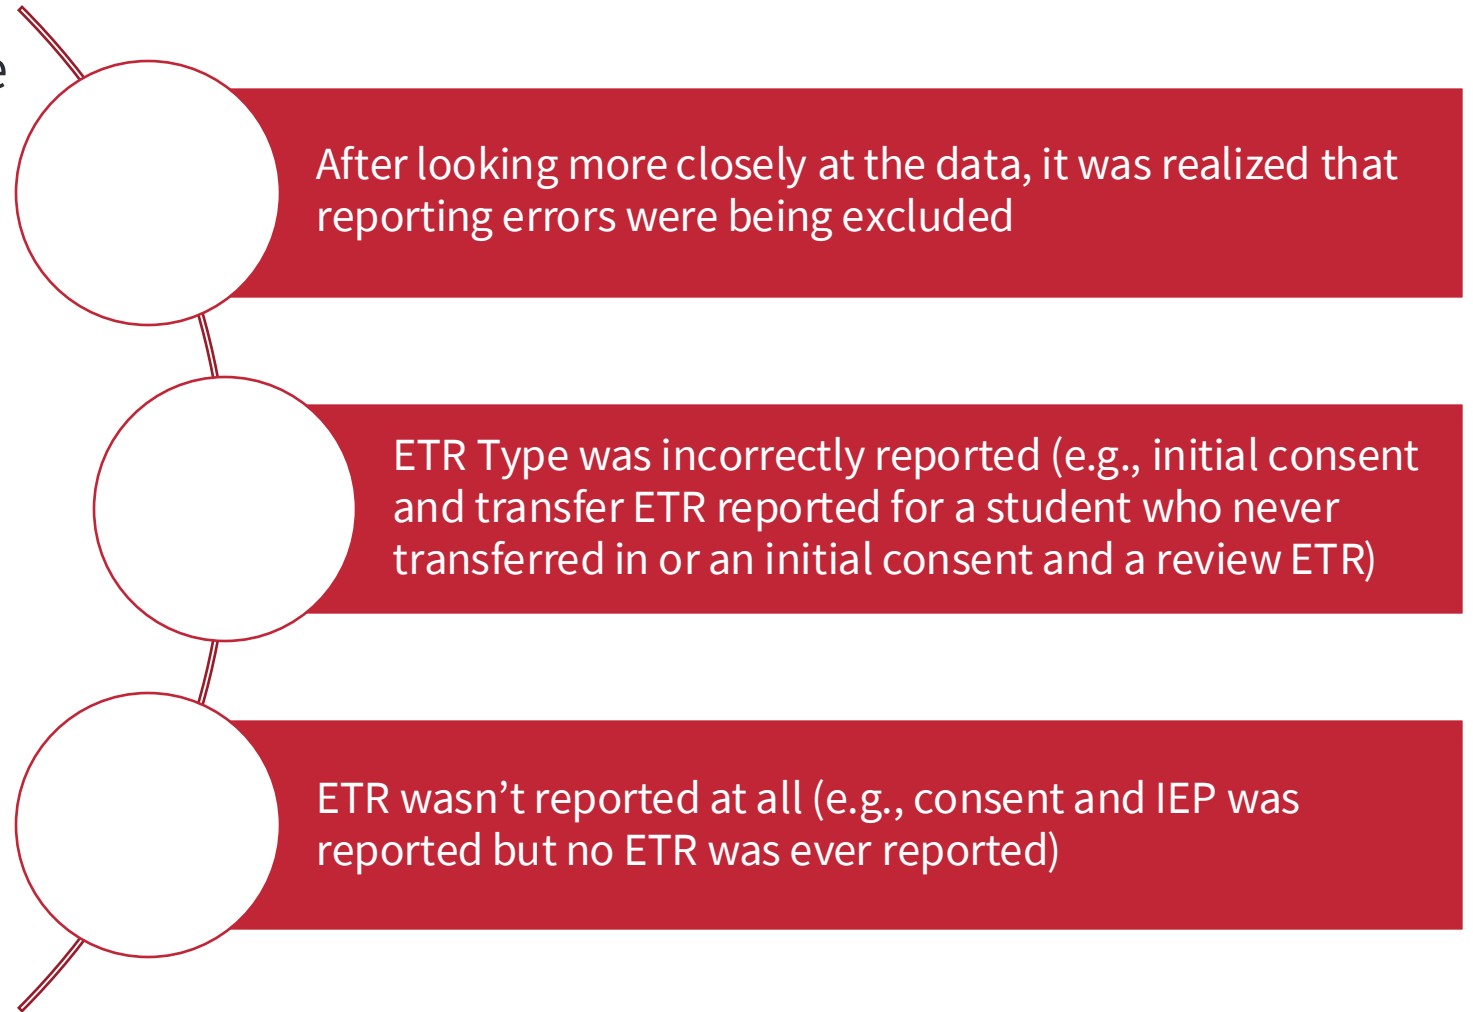 After looking more closely at the data, it was realized that
reporting errors were being excluded
ETR Type was incorrectly reported (e.g., initial consent
and transfer ETR reported for a student who never
transferred in or an initial consent and a review ETR)
ETR wasn’t reported at all (e.g., consent and IEP was
reported but no ETR was ever reported)